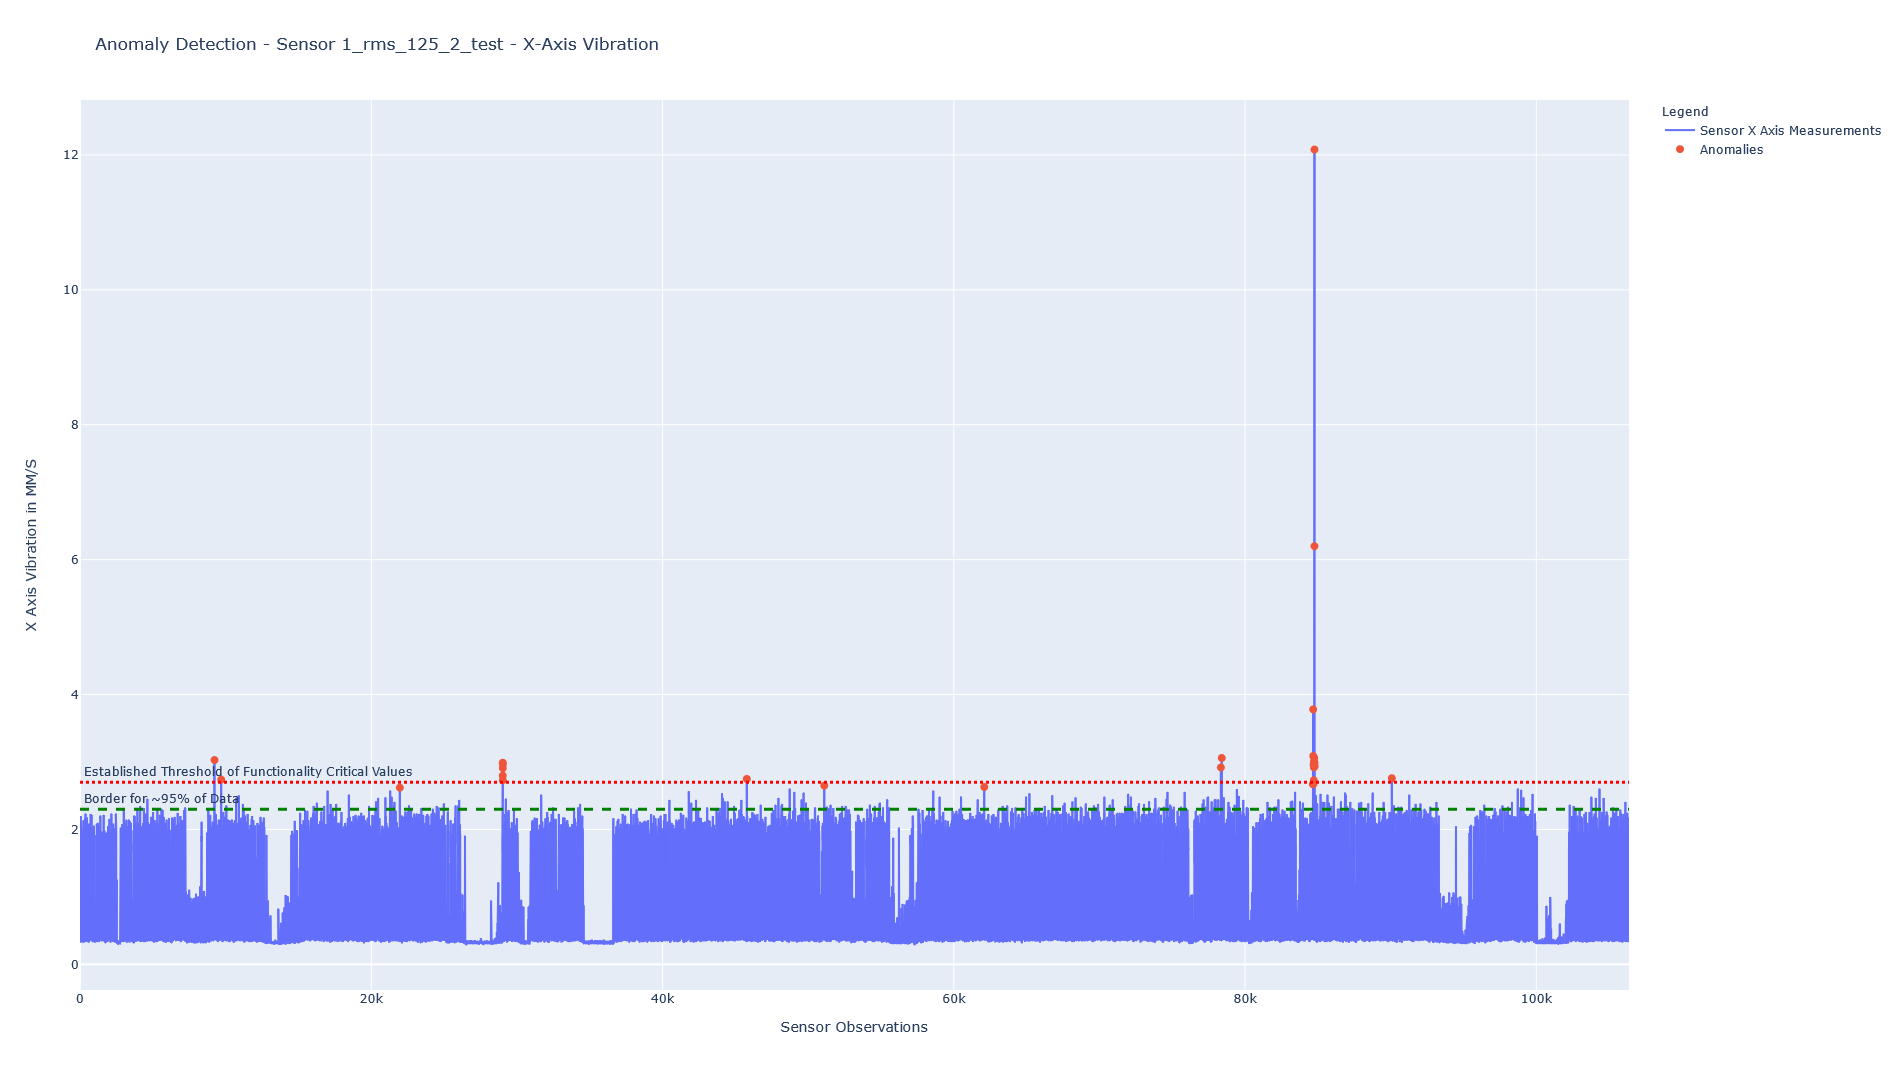 Anomaly Detection - Sensor 1_rms_125_2_test - X-Axis Vibration
Legend
Sensor X Axis Measurements
Anomalies
12
10
8
6
4
2
0
X Axis Vibration in MM/S
Established Threshold of Functionality Critical Values
Border for ~95% of Data
0
20k
40k
60k
80k
100k
Sensor Observations